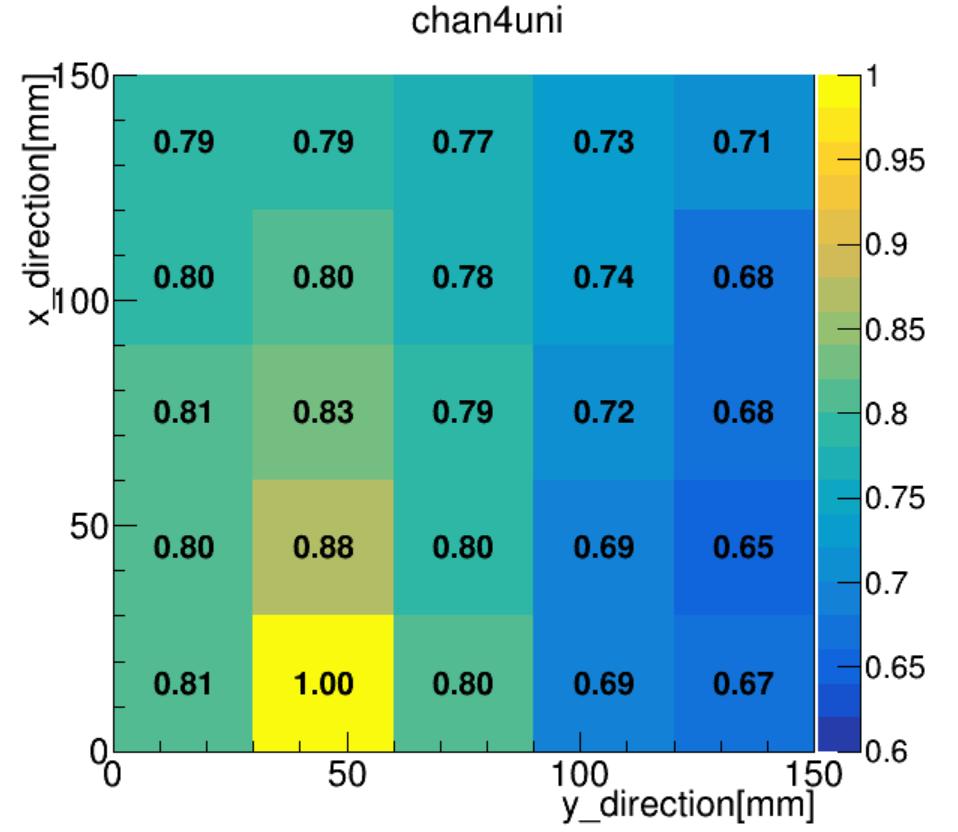 chan4uni
x_direction[mm]
150
100
50
0
0.79 0.79 0.77 0.73 0.71
0.80 0.80 0.78 0.74 0.68
0.81 0.83 0.79 0.72 0.68
0.80 0.88 0.80 0.69 0.65
0.81 1.00 0.80 0.69 0.67
0 50 100 150
y_direction[mm]
1
0.95
0.9
0.85
0.8
0.75
0.7
0.65
0.6